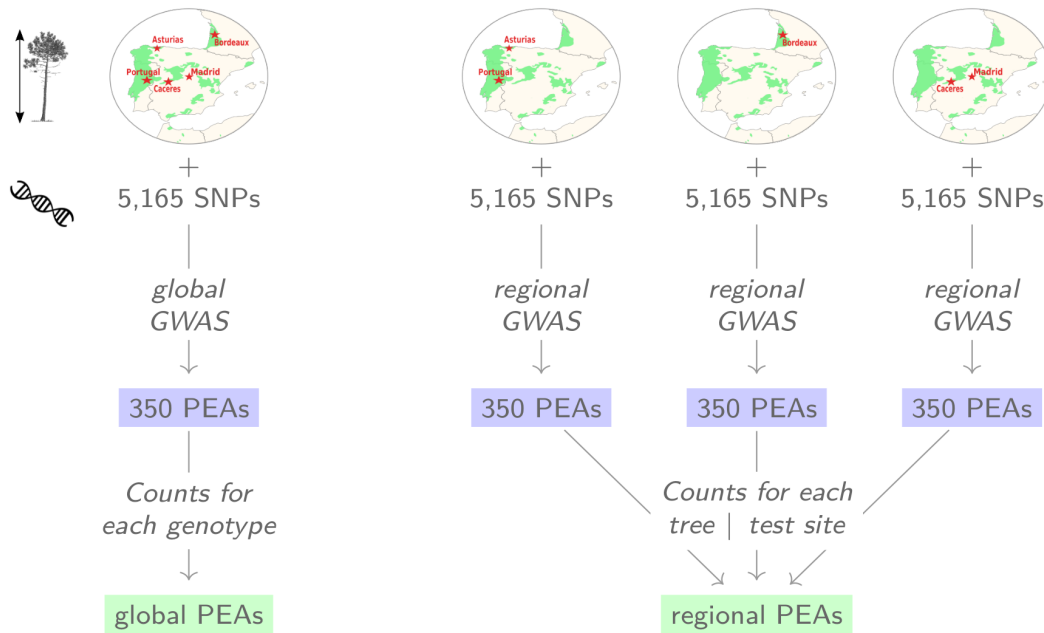 Asturias
Bordeaux
Portugal
Madrid
Caceres
Asturias
Portugal
Bordeaux
Madrid
Caceres
+
+
+
+
5,165 SNPs
5,165 SNPs
5,165 SNPs
5,165 SNPs
global
GWAS
regional
GWAS
regional
GWAS
regional
GWAS
350 PEAs
350 PEAs
350 PEAs
350 PEAs
Counts for
each genotype
Counts for each
tree | test site
global PEAs
regional PEAs